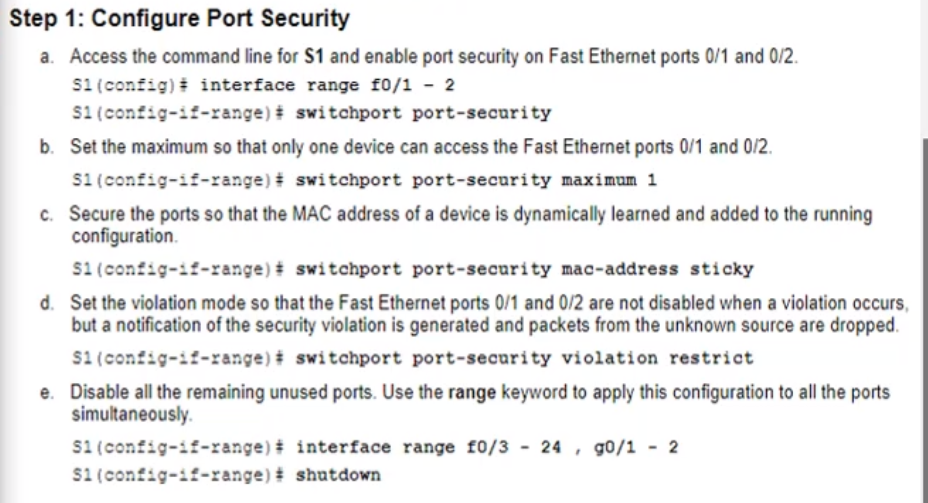 Step 1: Configure Port Security
a. Access the command line for S1 and enable port security on Fast Ethernet ports 0/1 and 0/2.
S1(config)# interface range f0/1 - 2
S1(config-if-range)# switchport port-security
b. Set the maximum so that only one device can access the Fast Ethernet ports 0/1 and 0/2.
S1(config-if-range)# switchport port-security maximum 1
c. Secure the ports so that the MAC address of a device is dynamically learned and added to the running
configuration.
S1(config-if-range)# switchport port-security mac-address sticky
d. Set the violation mode so that the Fast Ethernet ports 0/1 and 0/2 are not disabled when a violation occurs,
but a notification of the security violation is generated and packets from the unknown source are dropped.
S1(config-if-range)# switchport port-security violation restrict
e. Disable all the remaining unused ports. Use the range keyword to apply this configuration to all the ports
simultaneously.
S1(config-if-range)# interface range f0/3 - 24 , g0/1 - 2
S1(config-if-range)# shutdown